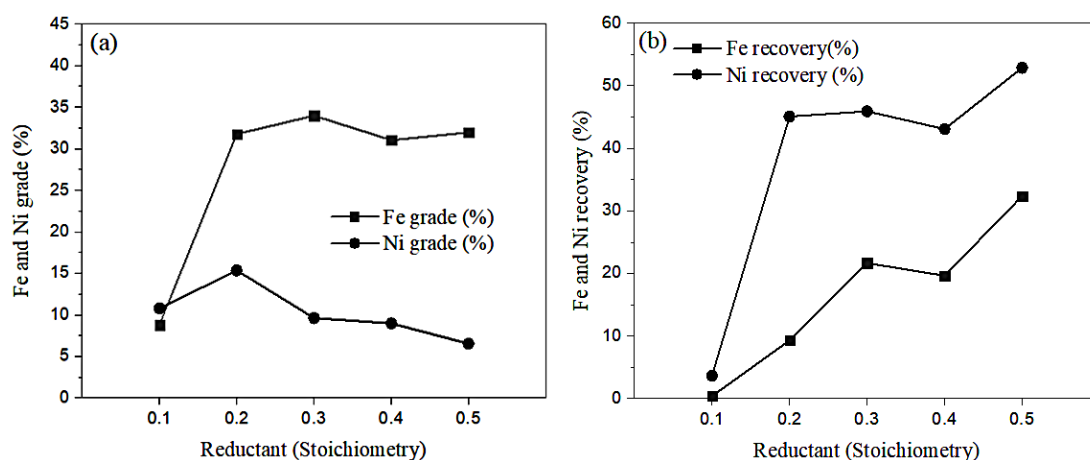 (a)
45
40
35
30
25
20
15
10
5
0
Fe and Ni grade (%)
Fe grade (%)
Ni grade (%)
0.1 0.2 0.3 0.4 0.5
Reductant (Stoichiometry)
(b)
60
50
40
30
20
10
0
Fe and Ni recovery (%)
Fe recovery(%)
Ni recovery (%)
0.1 0.2 0.3 0.4 0.5
Reductant (Stoichiometry)